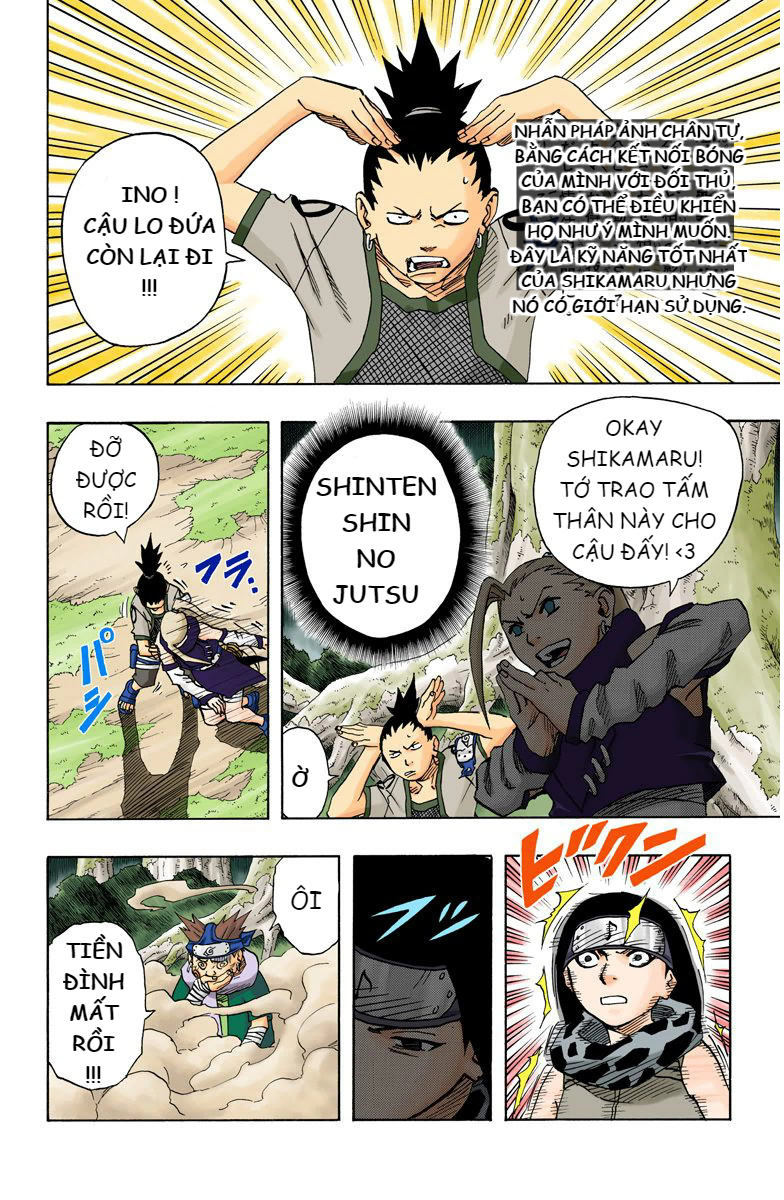 INO !
CẬU LO ĐỨA
CÒN LẠI ĐI
!!!
NHẪN PHÁP ẢNH CHÂN TỰ,
BẰNG CÁCH KẾT NỐI BÓNG
CỦA MÌNH VỚI ĐỐI THỦ,
BẠN CÓ THỂ ĐIỀU KHIỂN
HỌ NHƯ Ý MÌNH MUỐN.
ĐÂY LÀ KỸ NĂNG TỐT NHẤT
CỦA SHIKAMARU NHƯNG
NÓ CÓ GIỚI HẠN SỬ DỤNG.
ĐỠ
ĐƯỢC
RỒI!
フラ
パシ
SHINTEN
SHIN
NO
JUTSU
OKAY
SHIKAMARU!
TỚ TRAO TẤM
THÂN NÀY CHO
CẬU ĐẤY! <3
Ờ
ÔI
TIỀN
ĐÌNH
MẤT
RỒI
!!!
フッ
ビクン